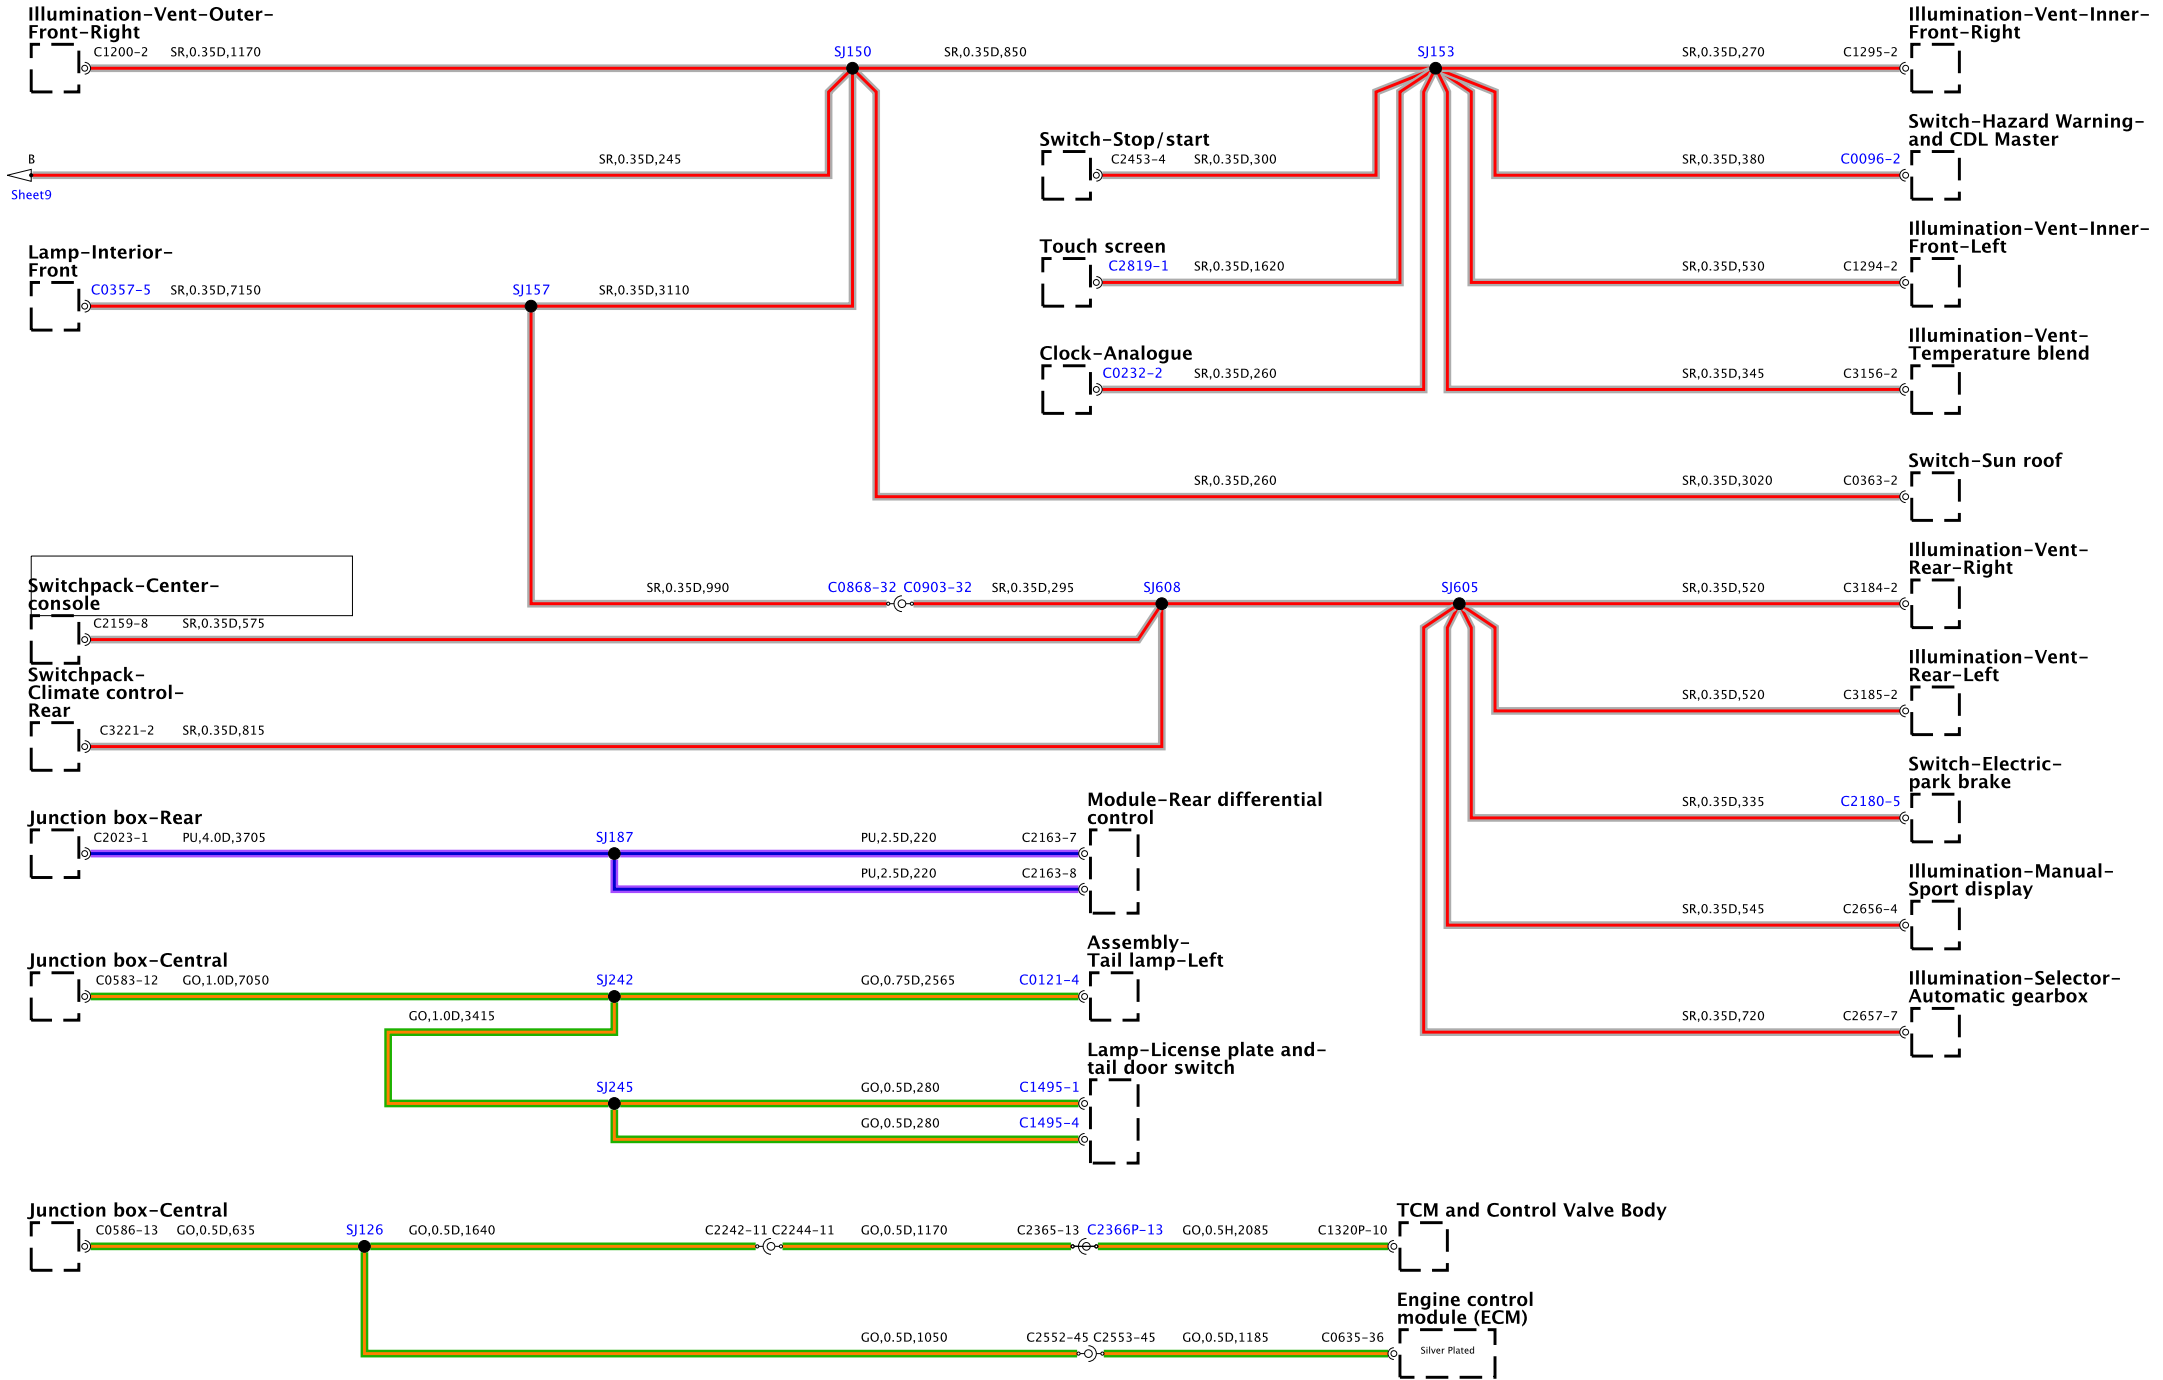 Illumination-Vent-Outer-
Front-Right
C1200-2 SR,0.35D,1170
SJ150
SR,0.35D,850
SJ153
Illumination-Vent-Inner-
Front-Right
SR,0.35D,270 C1295-2
B
Sheet9
SR,0.35D,245
Switch-Stop/start
C2453-4 SR,0.35D,300
Switch-Hazard Warning-
and CDL Master
SR,0.35D,380 C0096-2
Lamp-Interior-
Front
C0357-5 SR,0.35D,7150
SJ157
SR,0.35D,3110
Touch screen
C2819-1 SR,0.35D,1620
Illumination-Vent-Inner-
Front-Left
SR,0.35D,530 C1294-2
Clock-Analogue
C0232-2 SR,0.35D,260
Illumination-Vent-
Temperature blend
SR,0.35D,345 C3156-2
Switch-Sun roof
SR,0.35D,260 SR,0.35D,3020 C0363-2
Switchpack-Center-
console
C2159-8 SR,0.35D,575
SR,0.35D,990 C0868-32 C0903-32 SR,0.35D,295 SJ608
SJ605
Illumination-Vent-
Rear-Right
SR,0.35D,520 C3184-2
Switchpack-
Climate control-
Rear
C3221-2 SR,0.35D,815
Illumination-Vent-
Rear-Left
SR,0.35D,520 C3185-2
Switch-Electric-
park brake
SR,0.35D,335 C2180-5
Illumination-Manual-
Sport display
SR,0.35D,545 C2656-4
Illumination-Selector-
Automatic gearbox
SR,0.35D,720 C2657-7
Junction box-Rear
C2023-1 PU,4.0D,3705
SJ187
Module-Rear differential
control
PU,2.5D,220 C2163-7
PU,2.5D,220 C2163-8
Junction box-Central
C0583-12 GO,1.0D,7050
SJ242
Assembly-
Tail lamp-Left
GO,0.75D,2565 C0121-4
GO,1.0D,3415
Lamp-License plate and-
tail door switch
SJ245
GO,0.5D,280 C1495-1
GO,0.5D,280 C1495-4
Junction box-Central
C0586-13 GO,0.5D,635 SJ126 GO,0.5D,1640 C2242-11 C2244-11 GO,0.5D,1170 C2365-13 C2366P-13 GO,0.5H,2085 C1320P-10
TCM and Control Valve Body
Engine control
module (ECM)
GO,0.5D,1050 C2552-45 C2553-45 GO,0.5D,1185 C0635-36
Silver Plated